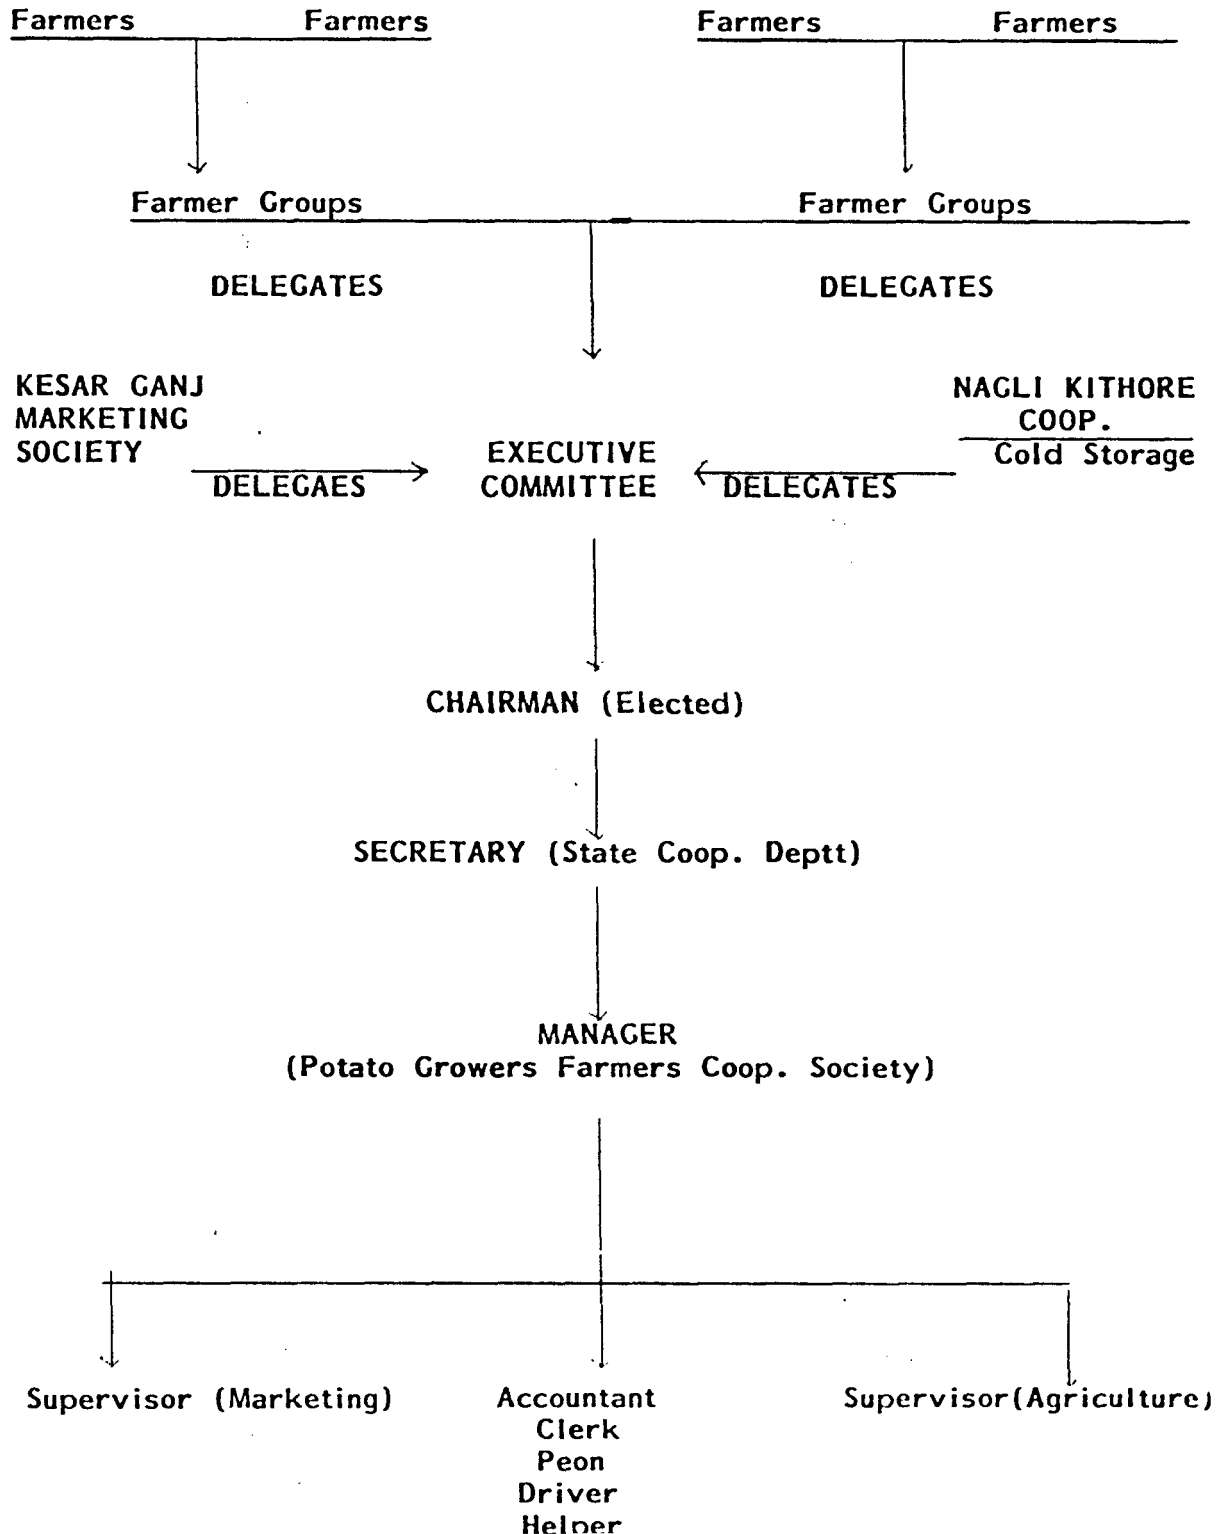 Farmers Farmers Farmers Farmers
Farmer Groups Farmer Groups
DELEGATES DELEGATES
KESAR GANJ
MARKETING
SOCIETY
NAGLI KITHORE
COOP.
Cold Storage
EXECUTIVE
COMMITTEE
DELEGAES DELEGATES
CHAIRMAN (Elected)
SECRETARY (State Coop. Deptt)
MANAGER
(Potato Growers Farmers Coop. Society)
Supervisor (Marketing) Accountant Supervisor(Agriculture)
Clerk
Peon
Driver
Helper